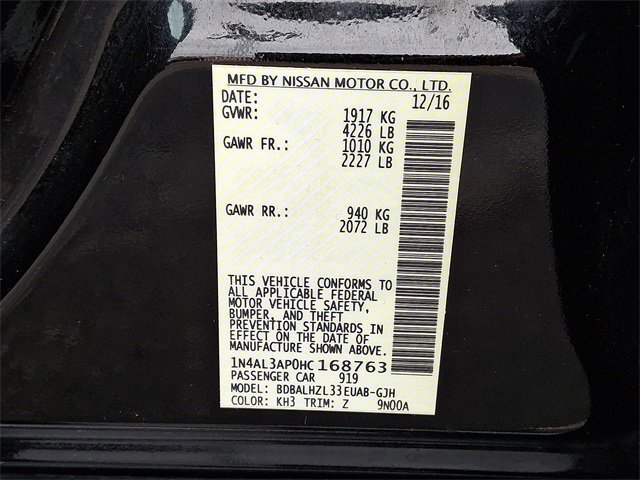 MFD BY NISSAN MOTOR CO., LTD.
DATE: 12/16
GVWR: 1917 KG
4226 LB
GAWR FR.: 1010 KG
2227 LB
GAWR RR.: 940 KG
2072 LB
THIS VEHICLE CONFORMS TO
ALL APPLICABLE FEDERAL
MOTOR VEHICLE SAFETY,
BUMPER, AND THEFT
PREVENTION STANDARDS IN
EFFECT ON THE DATE OF
MANUFACTURE SHOWN ABOVE.
1N4AL3AP0HC168763
PASSENGER CAR 919
MODEL: BDBALHZL33EUAB-GJH
COLOR: KH3 TRIM: Z 9N00A